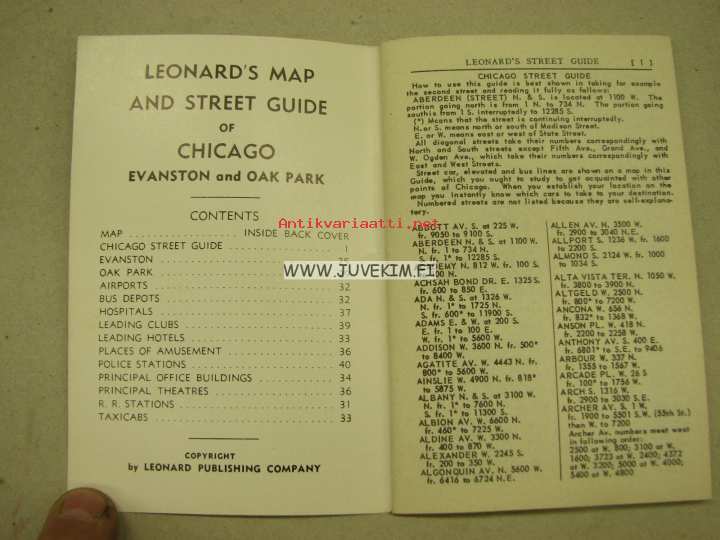 LEONARD'S MAP
AND STREET GUIDE
OF
CHICAGO
EVANSTON and OAK PARK
CONTENTS
MAP . . . . . . . . . . . . INSIDE BACK COVER
CHICAGO STREET GUIDE . . . . . . . . . . 1
EVANSTON
OAK PARK
AIRPORTS . . . . . . . . . . 32
BUS DEPOTS . . . . . . . . . . 32
HOSPITALS . . . . . . . . . . 37
LEADING CLUBS . . . . . . . . . . 39
LEADING HOTELS . . . . . . . . . . 33
PLACES OF AMUSEMENT . . . . . . . . . . 36
POLICE STATIONS . . . . . . . . . . 40
PRINCIPAL OFFICE BUILDINGS . . . . . . . . . . 34
PRINCIPAL THEATRES . . . . . . . . . . 36
R. R. STATIONS . . . . . . . . . . 31
TAXICABS . . . . . . . . . . 33
COPYRIGHT
by LEONARD PUBLISHING COMPANY
Antikvariaatti.net
WWW.JUVEKIM.FI
LEONARD'S STREET GUIDE [ 1 ]
CHICAGO STREET GUIDE
How to use this guide is best shown in taking for example
the second street and reading it fully as follows:
ABERDEEN (STREET) N. & S. is located at 1100 W. The
portion going north is from 1 N. to 734 N. The portion going
south is from 1 S. interruptedly to 12285 S.
(*) Means that the street is continuing interruptedly.
N. or S. means north or south of Madison Street.
E. or W. means east or west of State Street.
All diagonal streets take their numbers correspondingly with
North and South streets except Fifth Ave., Grand Ave., and
W. Ogden Ave., which take their numbers correspondingly with
East and West Streets.
Street car, elevated and bus lines are shown on a map in this
Guide, which you ought to study to get acquainted with other
points of Chicago. When you establish your location on the
map you instantly know which cars to take to your destination.
Numbered streets are not listed because they are self-explana-
tory.
ABBOTT AV. S. at 225 W.
fr. 9050 to 9100 S.
ABERDEEN N. & S. at 1100 W.
N. fr. 1 to 734 N.
S. fr. 1* to 12285 S.
N. 812 W. fr. 100 S.
ACHSAH BOND DR. E. 1325 S.
fr. 600 to 850 E.
ADA N. & S. at 1326 W.
N. fr. 1* to 1725 N.
S. fr. 600* to 11900 S.
ADAMS E. & W. at 200 S.
E. fr. 1 to 100 E.
W. fr. 1* to 5600 W.
ADDISON W. 3600 N. fr. 500*
to 8400 W.
AGATITE AV. W. 4443 N. fr.
800* to 5600 W.
AINSLIE W. 4900 N. fr. 818*
to 5875 W.
ALBANY N. & S. at 3100 W.
N. fr. 1* to 7600 N.
S. fr. 1* to 11300 S.
ALBION AV. W. 6600 N.
fr. 460* to 7225 W.
ALDINE AV. W. 3300 N.
fr. 400 to 870 W.
ALEXANDER W. 2245 S.
fr. 200 to 350 W.
ALGONQUIN AV. N. 5600 W.
fr. 6416 to 6724 N.E.
ALLEN AV. N. 3500 W.
fr. 2900 to 3040 N.E.
ALLPORT S. 1236 W. fr. 1600
to 2200 S.
ALMOND S. 2124 W. fr. 1000
to 1034 S.
ALTA VISTA TER. N. 1050 W.
fr. 3800 to 3900 N.
ALTGELD W. 2500 N.
fr. 800* to 7200 W.
ANCONA W. 656 N.
fr. 832* to 1368 W.
ANSON PL. W. 418 N.
fr. 2200 to 2258 W.
ANTHONY AV. S. 400 E.
fr. 6801* to S.E. to 9406
ARBOUR W. 337 N.
fr. 1355 to 1567 W.
ARCADE PL. W. 26 S
fr. 100* to 1756 W.
ARCH S. 1316 W.
fr. 2900 to 3030 S.E.
ARCHER AV. S. 1 W.
fr. 1900 to 5501 S.W. (55th St.)
then W. to 7200
Archer Av. numbers meet west
in following order:
2500 at W. 800; 3100 at W.
1600; 3723 at W. 2400; 4372
at W. 3200; 5000 at W. 4000;
5400 at W. 4800